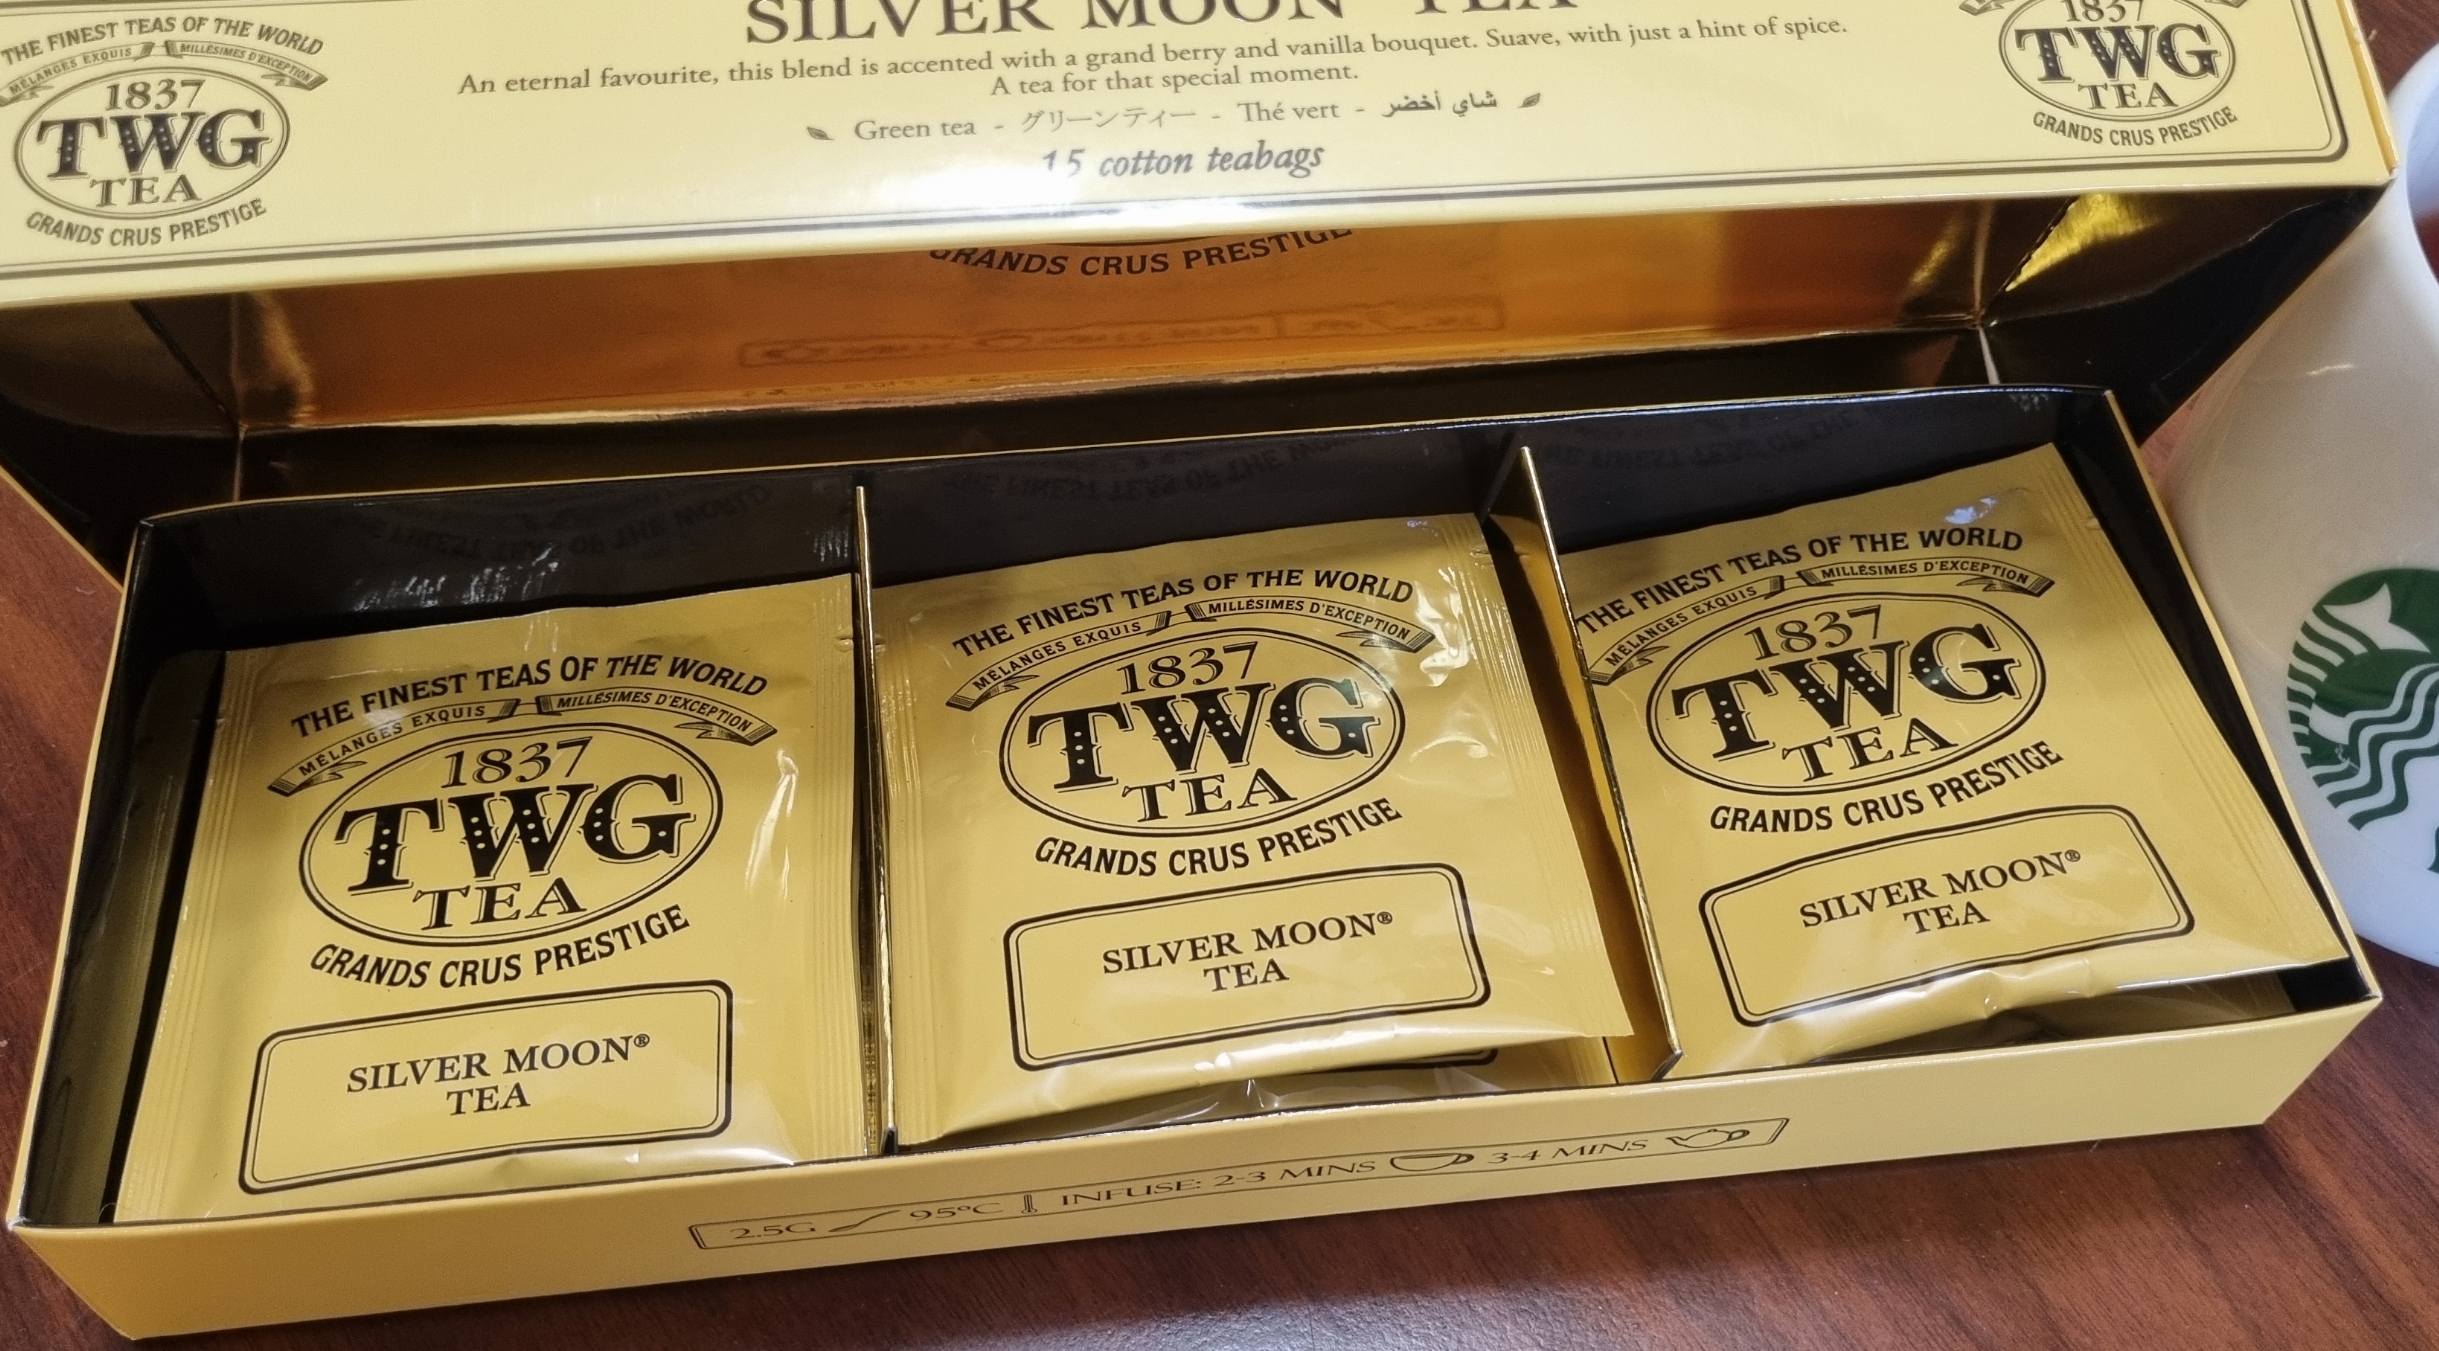 SILVER MOON TEA
An eternal favourite, this blend is accented with a grand berry and vanilla bouquet. Suave, with just a hint of spice.
A tea for that special moment.
Green tea - グリーンティー - Thé vert - شاي أخضر
15 cotton teabags
THE FINEST TEAS OF THE WORLD
MÉLANGES EXQUIS MILLÉSIMES D'EXCEPTION
1837
TWG
TEA
GRANDS CRUS PRESTIGE
1837
TWG
TEA
GRANDS CRUS PRESTIGE
GRANDS CRUS PRESTIGE
THE FINEST TEAS OF THE WORLD
MÉLANGES EXQUIS MILLÉSIMES D'EXCEPTION
1837
TWG
TEA
GRANDS CRUS PRESTIGE
SILVER MOON®
TEA
THE FINEST TEAS OF THE WORLD
MÉLANGES EXQUIS MILLÉSIMES D'EXCEPTION
1837
TWG
TEA
GRANDS CRUS PRESTIGE
SILVER MOON®
TEA
THE FINEST TEAS OF THE WORLD
MÉLANGES EXQUIS MILLÉSIMES D'EXCEPTION
1837
TWG
TEA
GRANDS CRUS PRESTIGE
SILVER MOON®
TEA
2.5G 95°C INFUSE: 2-3 MINS 3-4 MINS